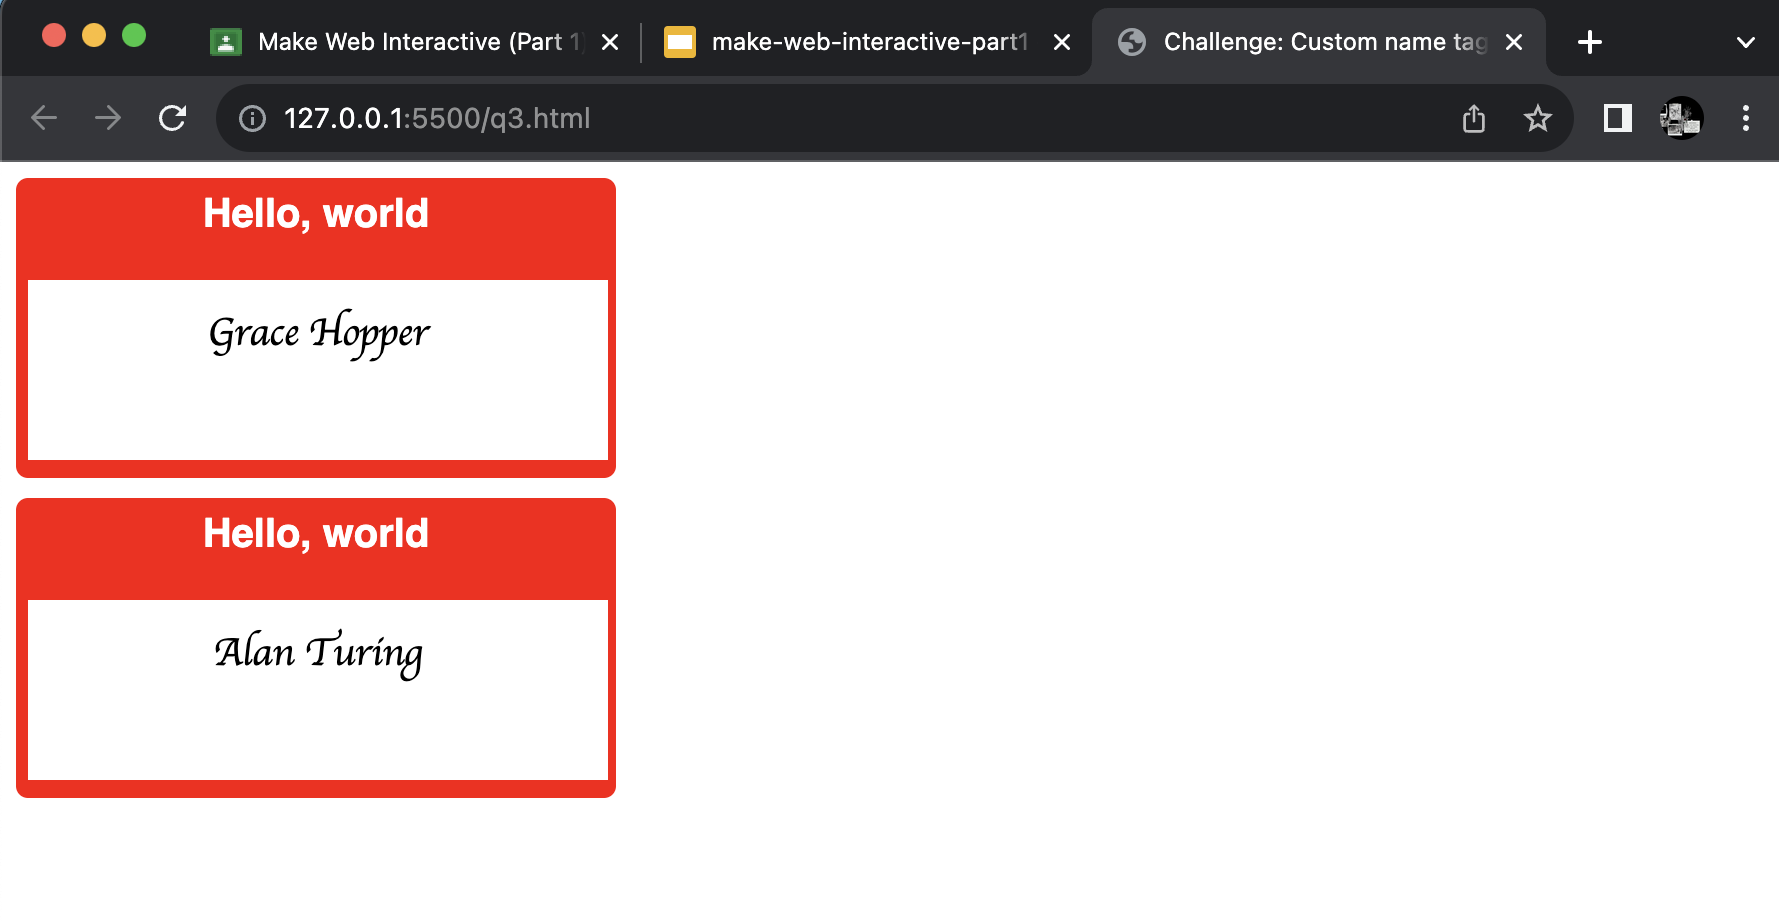 Make Web Interactive (Part 1)
make-web-interactive-part1
Challenge: Custom name tag
127.0.0.1:5500/q3.html
Hello, world
Grace Hopper
Hello, world
Alan Turing